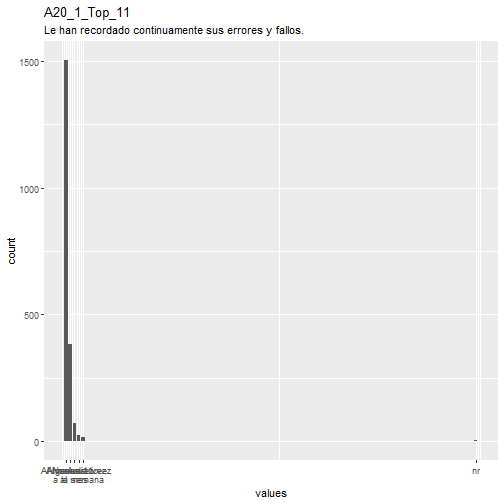 A20_1_Top_11
Le han recordado continuamente sus errores y fallos.
1500
1000
500
0
count
nr
values